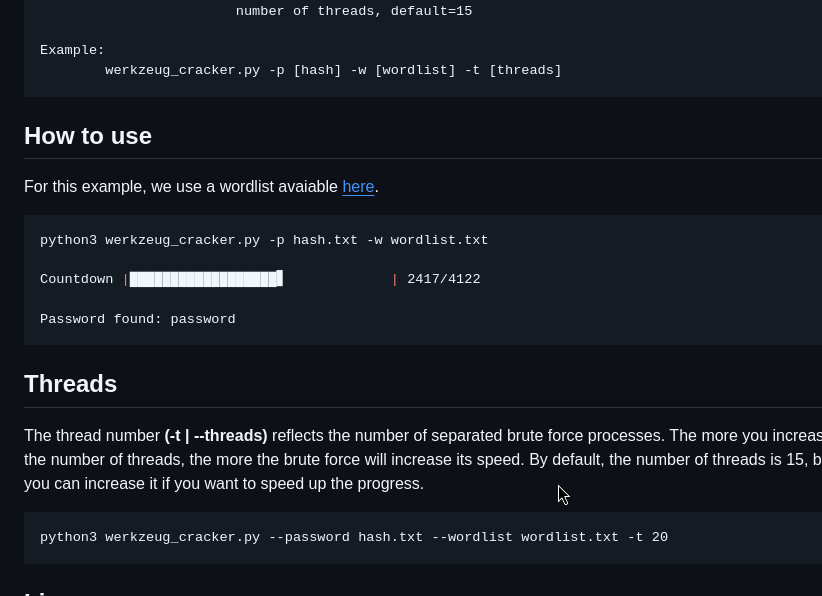 number of threads, default=15
Example:
werkzeug_cracker.py -p [hash] -w [wordlist] -t [threads]
How to use
For this example, we use a wordlist avaiable here.
python3 werkzeug_cracker.py -p hash.txt -w wordlist.txt
Countdown |██████████████████▋             | 2417/4122
Password found: password
Threads
The thread number (-t | --threads) reflects the number of separated brute force processes. The more you increas
the number of threads, the more the brute force will increase its speed. By default, the number of threads is 15, b
you can increase it if you want to speed up the progress.
python3 werkzeug_cracker.py --password hash.txt --wordlist wordlist.txt -t 20